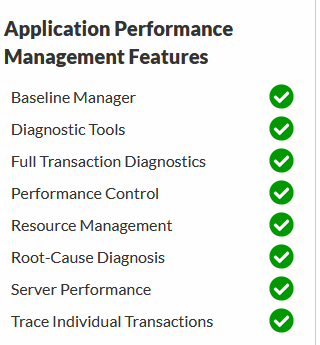 Application Performance
Management Features
Baseline Manager
Diagnostic Tools
Full Transaction Diagnostics
Performance Control
Resource Management
Root-Cause Diagnosis
Server Performance
Trace Individual Transactions